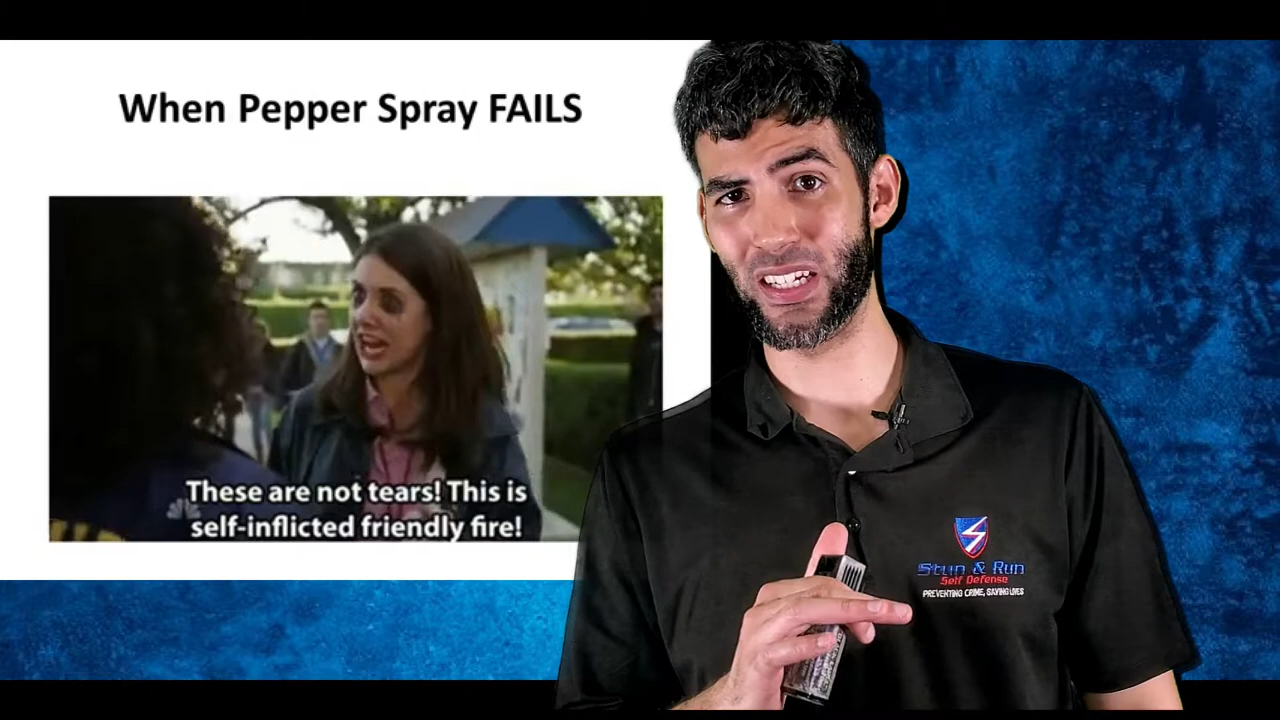 When Pepper Spray FAILS
These are not tears! This is
self-inflicted friendly fire!
Stun & Run
Self Defense
PREVENTING CRIME, SAVING LIVES